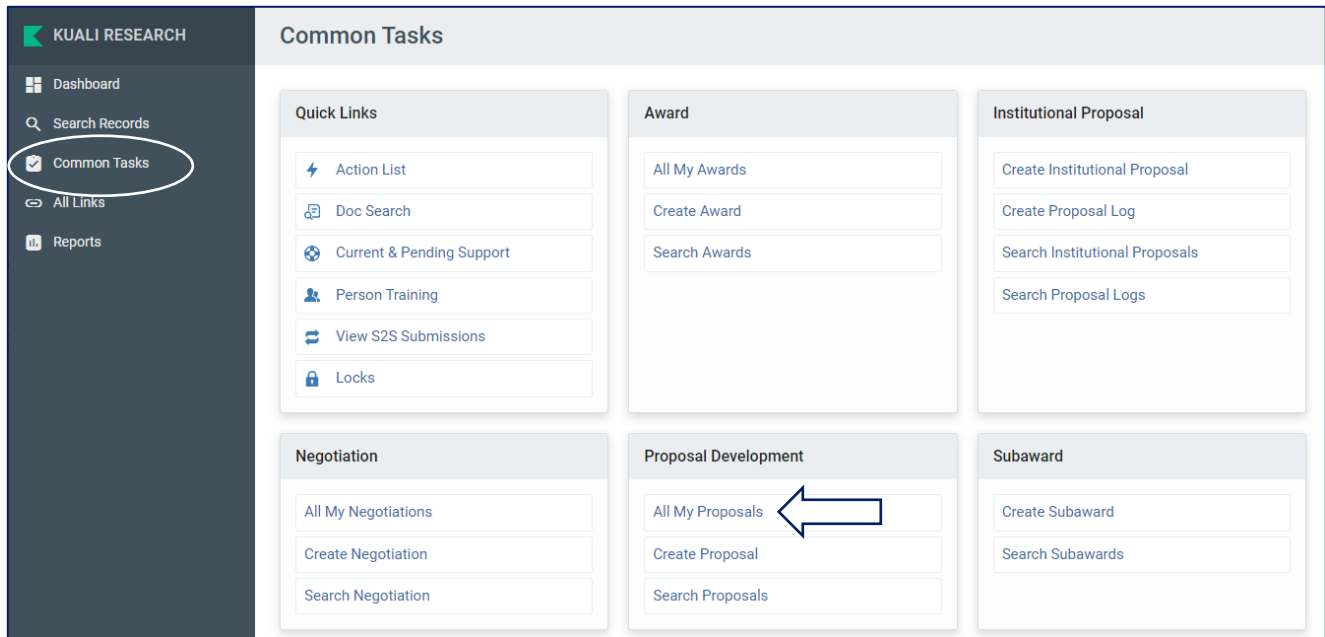 KUALI RESEARCH
Dashboard
Search Records
Common Tasks
All Links
Reports
Common Tasks
Quick Links
Action List
Doc Search
Current & Pending Support
Person Training
View S2S Submissions
Locks
Award
All My Awards
Create Award
Search Awards
Institutional Proposal
Create Institutional Proposal
Create Proposal Log
Search Institutional Proposals
Search Proposal Logs
Negotiation
All My Negotiations
Create Negotiation
Search Negotiation
Proposal Development
All My Proposals
Create Proposal
Search Proposals
Subaward
Create Subaward
Search Subawards